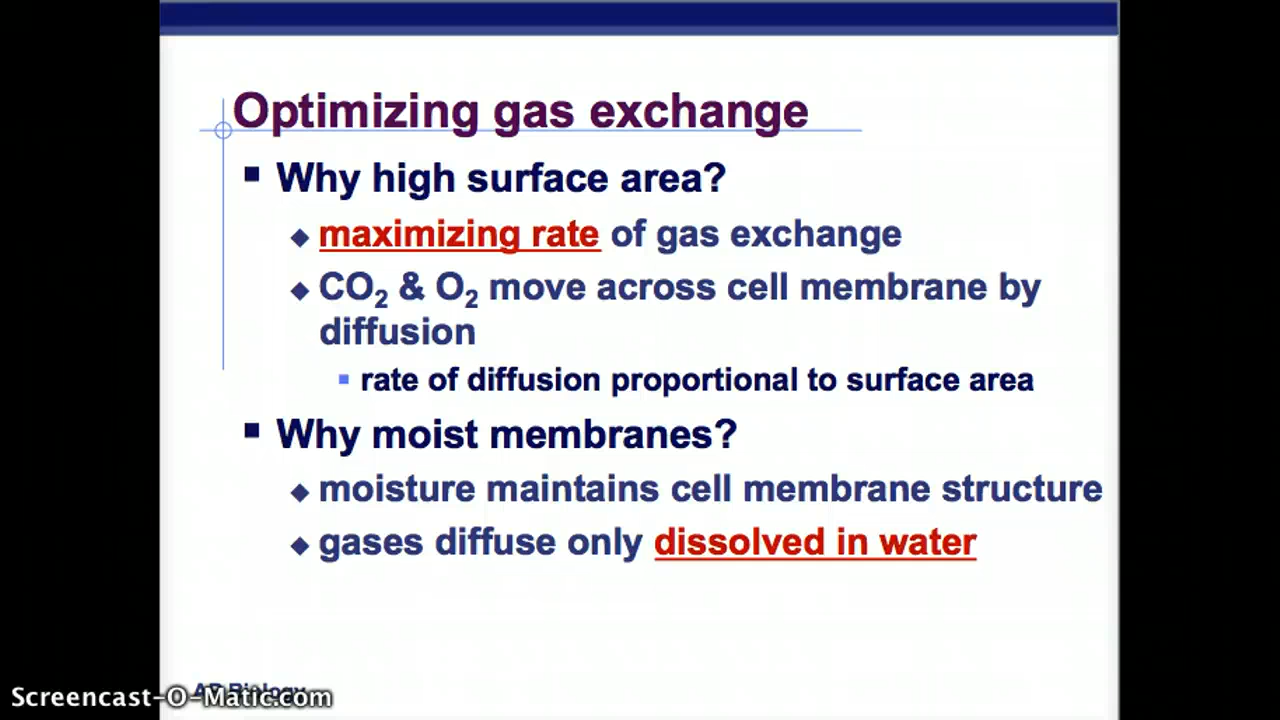 Optimizing gas exchange
Why high surface area?
maximizing rate of gas exchange
CO₂ & O₂ move across cell membrane by
diffusion
rate of diffusion proportional to surface area
Why moist membranes?
moisture maintains cell membrane structure
gases diffuse only dissolved in water
AP Biology
Screencast-O-Matic.com